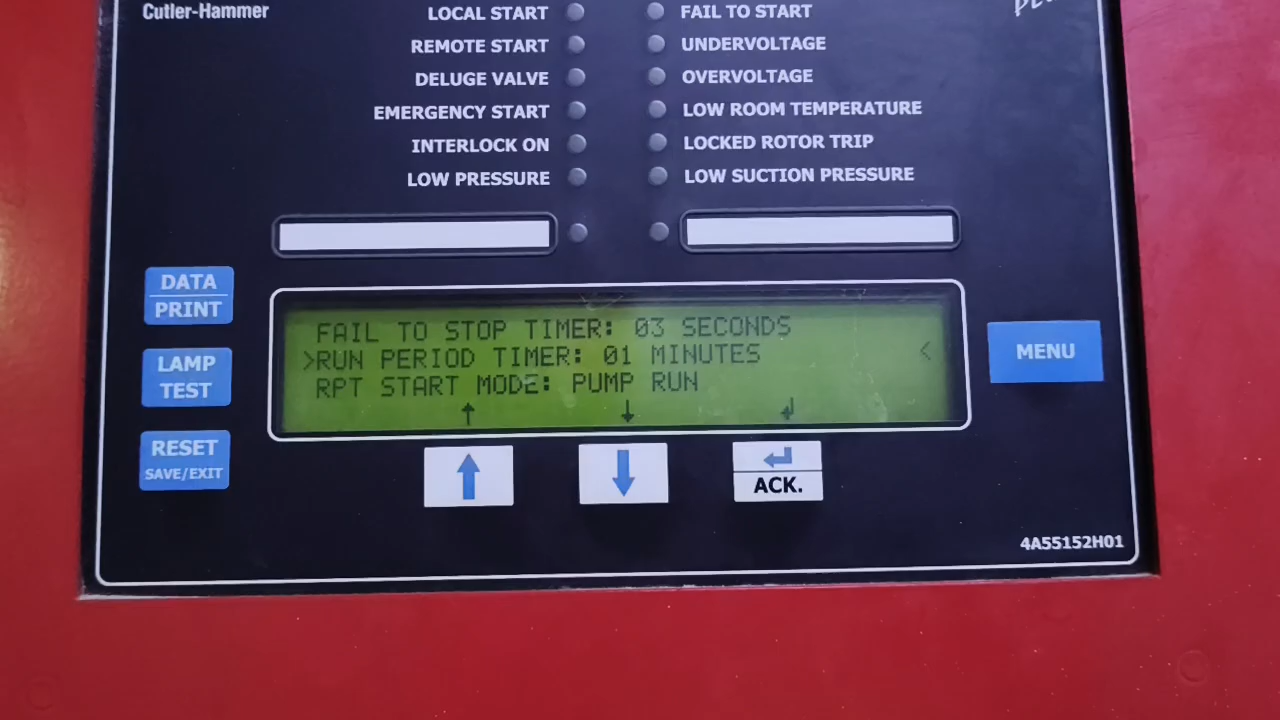 Cutler-Hammer
LOCAL START
FAIL TO START
REMOTE START
UNDERVOLTAGE
DELUGE VALVE
OVERVOLTAGE
EMERGENCY START
LOW ROOM TEMPERATURE
INTERLOCK ON
LOCKED ROTOR TRIP
LOW PRESSURE
LOW SUCTION PRESSURE
DATA
PRINT
LAMP
TEST
RESET
SAVE/EXIT
FAIL TO STOP TIMER: 03 SECONDS
>RUN PERIOD TIMER: 01 MINUTES <
RPT START MODE: PUMP RUN
↑ ↓ ↲
MENU
↑ ↓ ↵
ACK.
4A55152H01